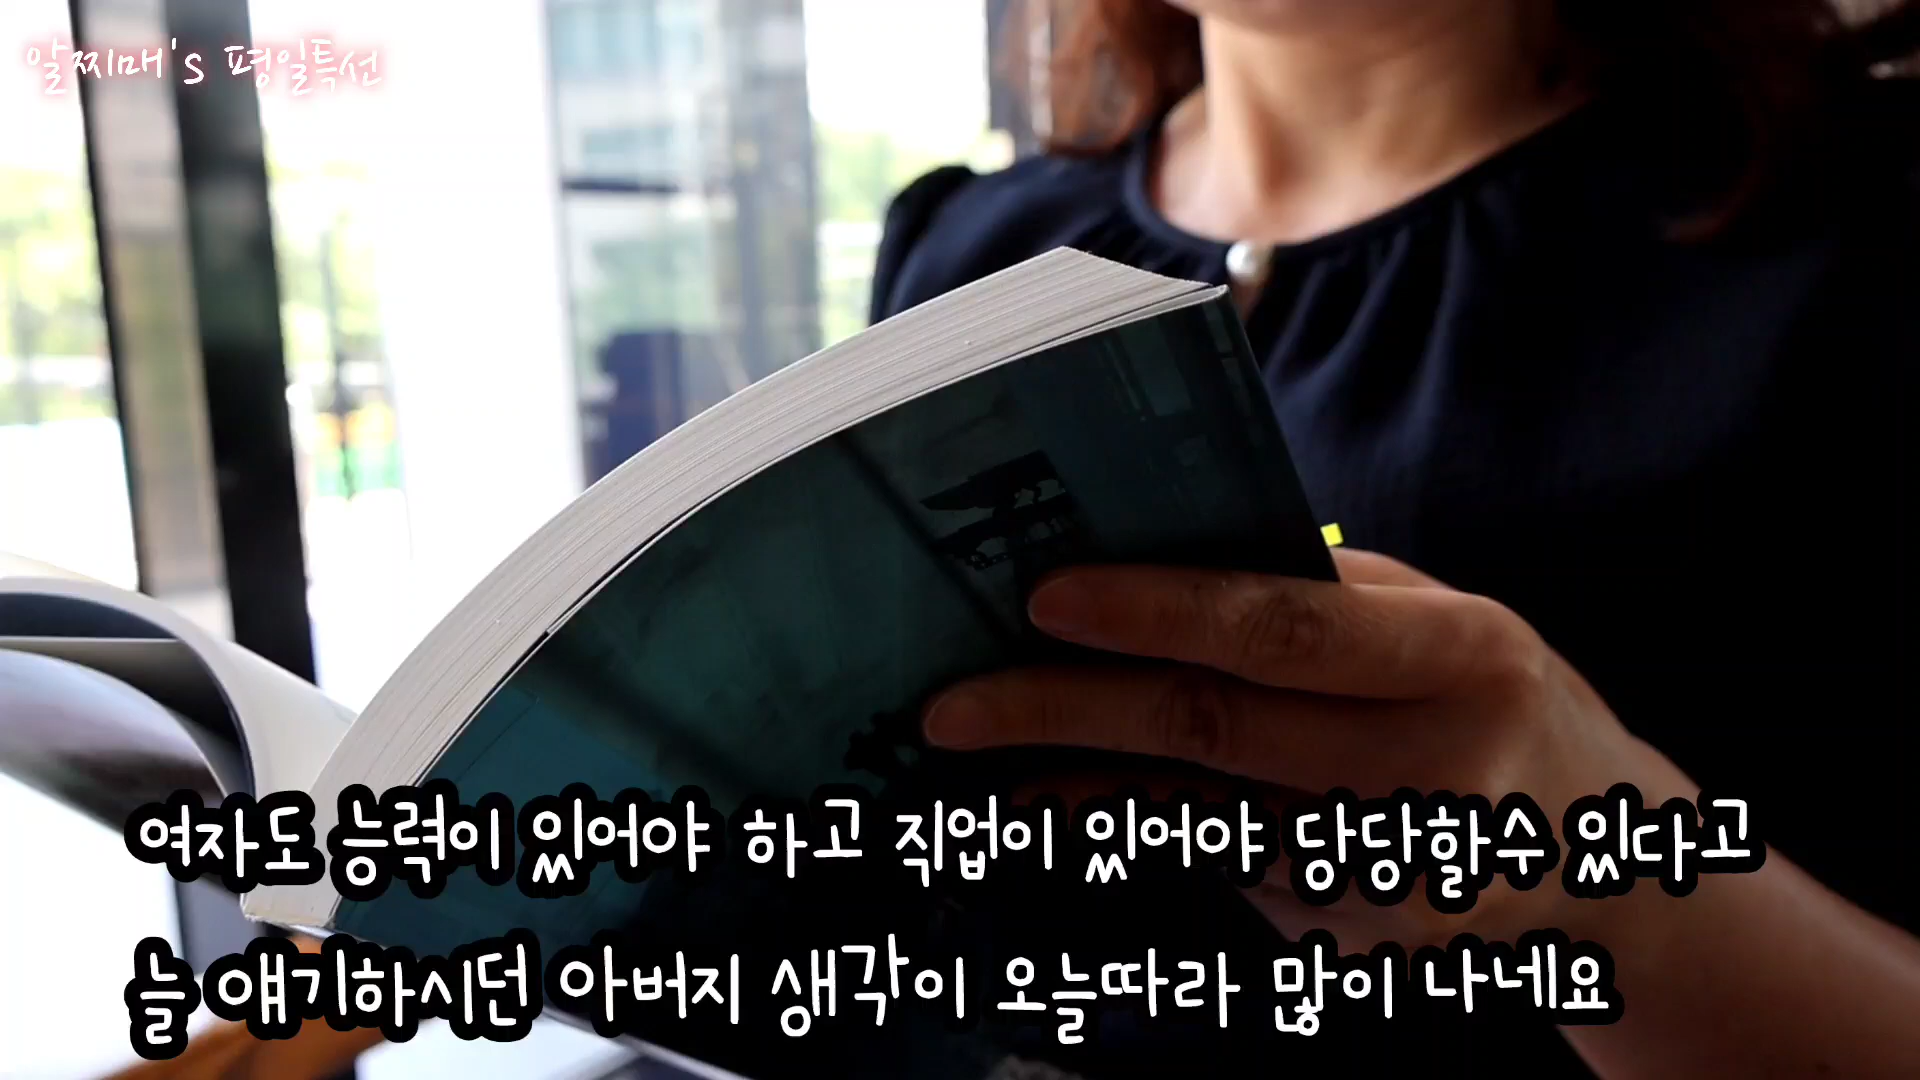 알찌매's 평일특선
여자도 능력이 있어야 하고 직업이 있어야 당당할수 있다고
늘 얘기하시던 아버지 생각이 오늘따라 많이 나네요